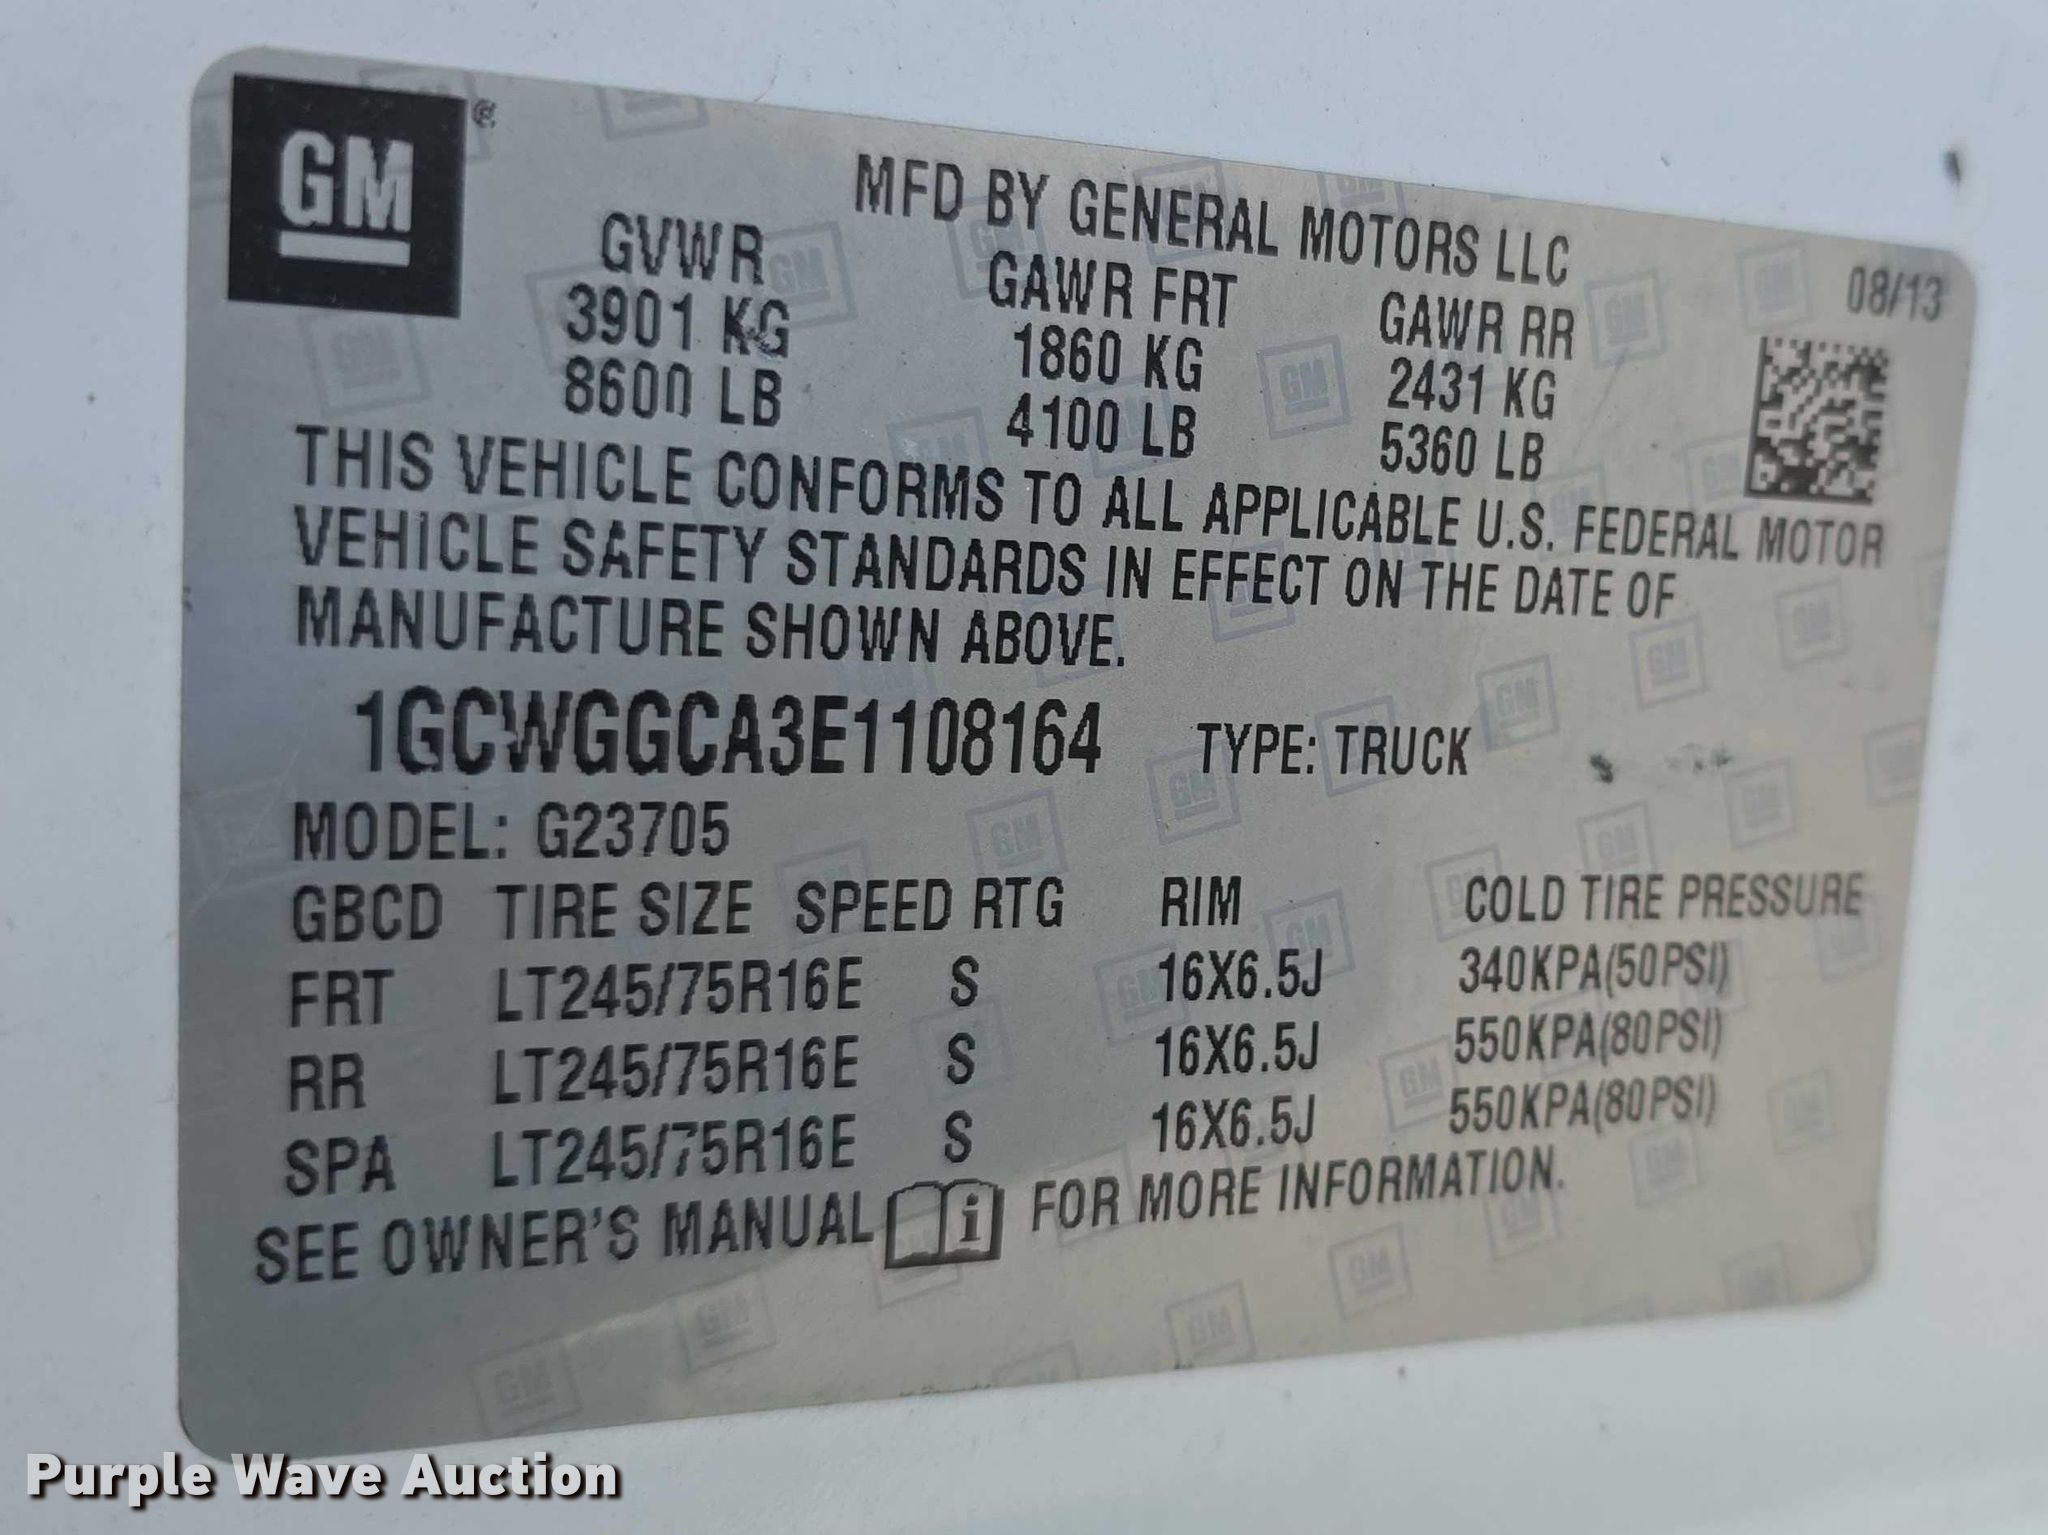 GM®
MFD BY GENERAL MOTORS LLC
08/13
GVWR GAWR FRT GAWR RR
3901 KG 1860 KG 2431 KG
8600 LB 4100 LB 5360 LB
THIS VEHICLE CONFORMS TO ALL APPLICABLE U.S. FEDERAL MOTOR
VEHICLE SAFETY STANDARDS IN EFFECT ON THE DATE OF
MANUFACTURE SHOWN ABOVE.
1GCWGGCA3E1108164 TYPE: TRUCK
MODEL: G23705
GBCD TIRE SIZE SPEED RTG RIM COLD TIRE PRESSURE
FRT LT245/75R16E S 16X6.5J 340KPA(50PSI)
RR LT245/75R16E S 16X6.5J 550KPA(80PSI)
SPA LT245/75R16E S 16X6.5J 550KPA(80PSI)
SEE OWNER'S MANUAL i FOR MORE INFORMATION.
Purple Wave Auction